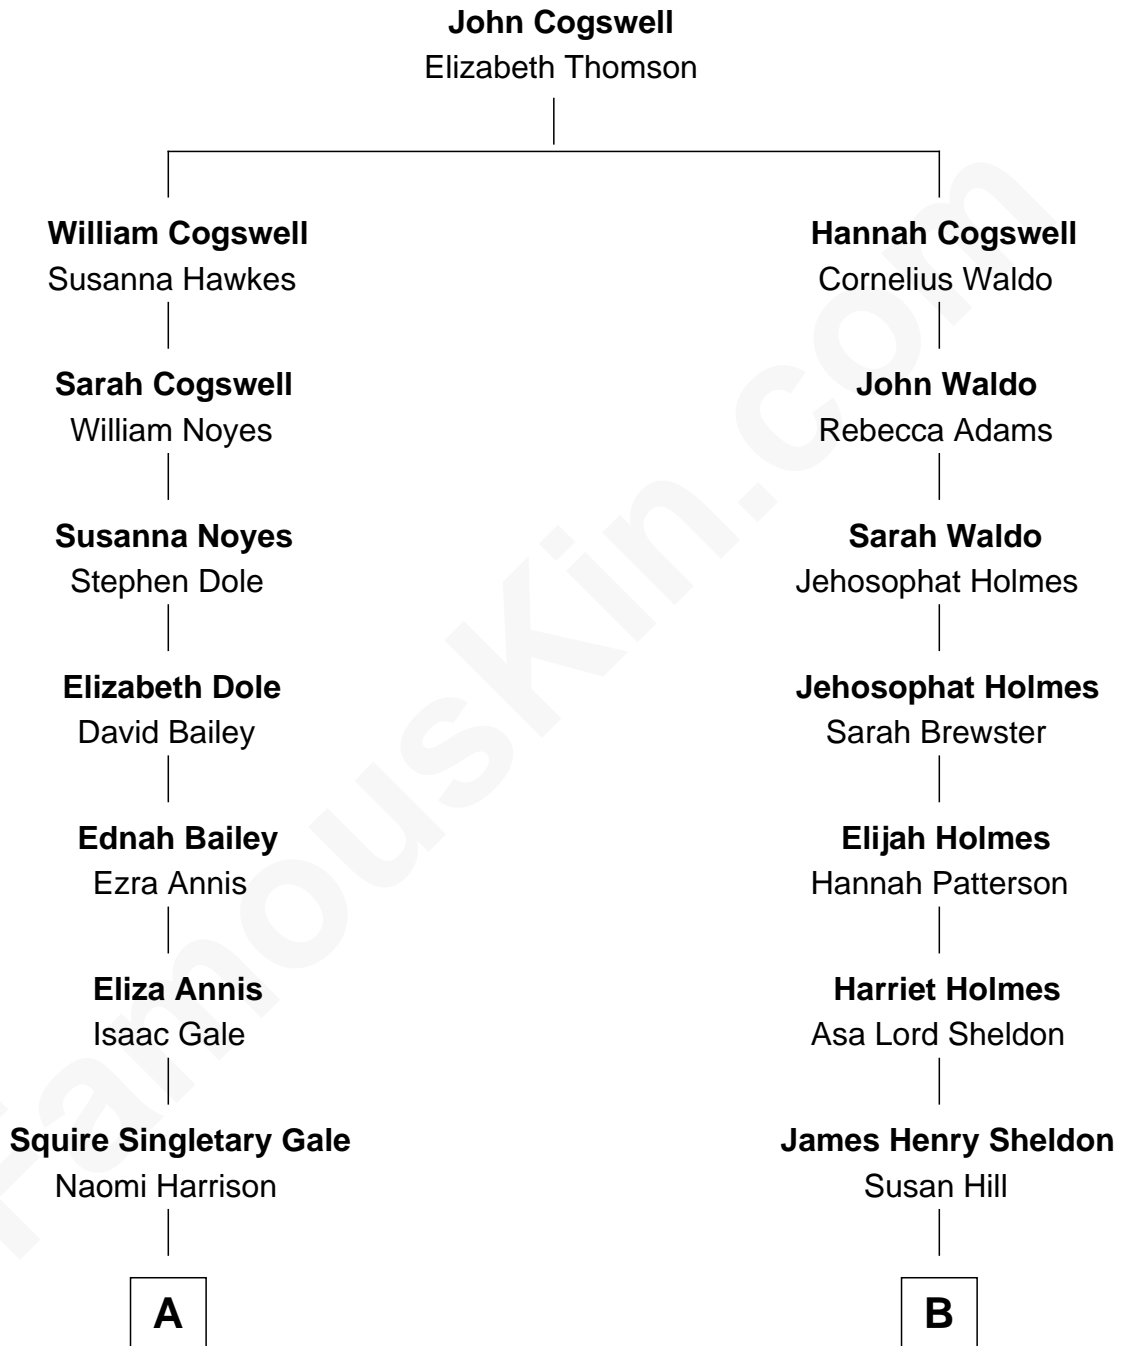 John Cogswell
Elizabeth Thomson
William Cogswell
Susanna Hawkes
Hannah Cogswell
Cornelius Waldo
Sarah Cogswell
William Noyes
John Waldo
Rebecca Adams
Susanna Noyes
Stephen Dole
Sarah Waldo
Jehosophat Holmes
Elizabeth Dole
David Bailey
Jehosophat Holmes
Sarah Brewster
Ednah Bailey
Ezra Annis
Elijah Holmes
Hannah Patterson
Eliza Annis
Isaac Gale
Harriet Holmes
Asa Lord Sheldon
Squire Singletary Gale
Naomi Harrison
James Henry Sheldon
Susan Hill
A
B
FamousKin.com